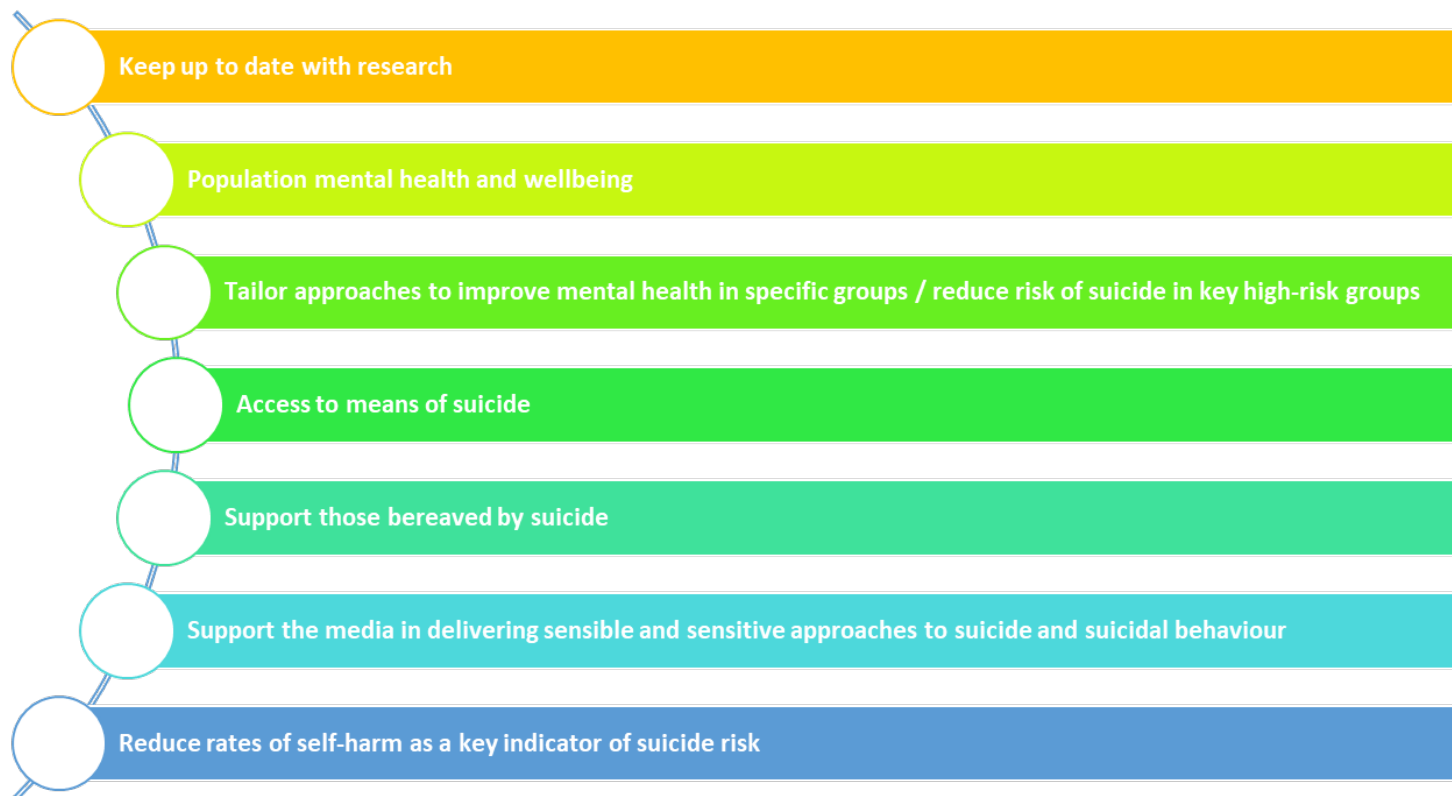 Keep up to date with research
Population mental health and wellbeing
Tailor approaches to improve mental health in specific groups / reduce risk of suicide in key high-risk groups
Access to means of suicide
Support those bereaved by suicide
Support the media in delivering sensible and sensitive approaches to suicide and suicidal behaviour
Reduce rates of self-harm as a key indicator of suicide risk